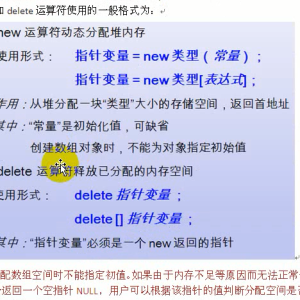 和 delete 运算符使用的一般格式为：
new 运算符动态分配堆内存
使用形式： 指针变量 = new 类型（常量）；
指针变量 = new 类型[表达式]；
作用：从堆分配一块“类型”大小的存储空间，返回首地址
其中：“常量”是初始化值，可缺省
创建数组对象时，不能为对象指定初始值
delete 运算符释放已分配的内存空间
使用形式： delete 指针变量；
delete[] 指针变量；
其中：“指针变量”必须是一个 new 返回的指针
配数组空间时不能指定初值。如果由于内存不足等原因而无法正常
返回一个空指针 NULL，用户可以根据该指针的值判断分配空间是